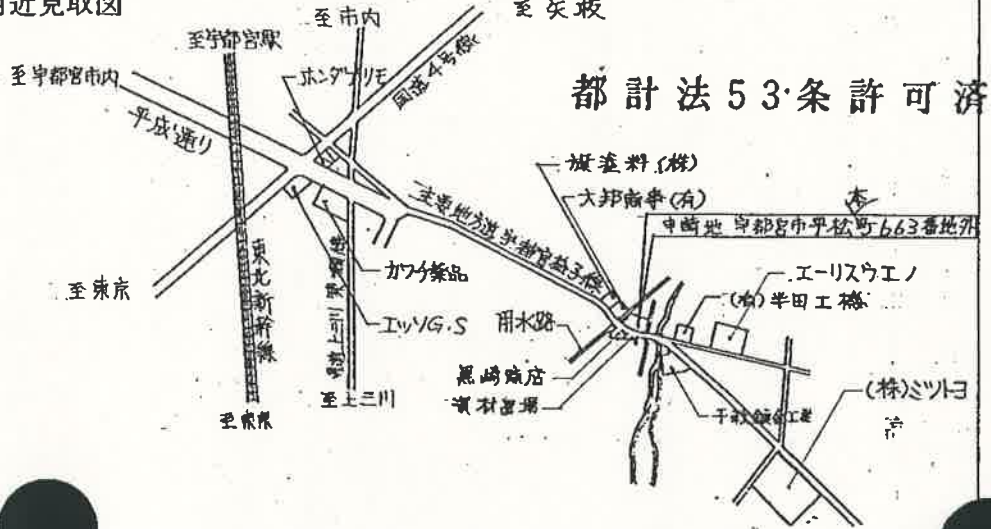 付近見取図
至市内
至矢板
至宇都宮駅
至宇都宮市内
ホンダプリモ
国道4号線
都計法53条許可済
平成通り
旗塗料(株)
大邦商事(有)
申請地 宇都宮市平松本町663番地外
主要地方道宇都宮益子線
エーリスウエノ
(有)半田工機
カワチ薬品
至東京
東北新幹線
エッソG.S
用水路
黒崎商店
資材置場
(株)ミツトヨ
至上三川
至東京